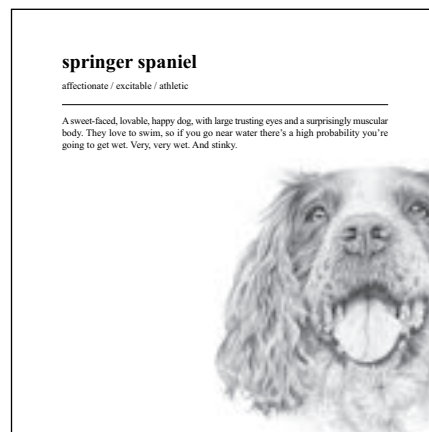 springer spaniel
affectionate / excitable / athletic
A sweet-faced, lovable, happy dog, with large trusting eyes and a surprisingly muscular
body. They love to swim, so if you go near water there’s a high probability you’re
going to get wet. Very, very wet. And stinky.